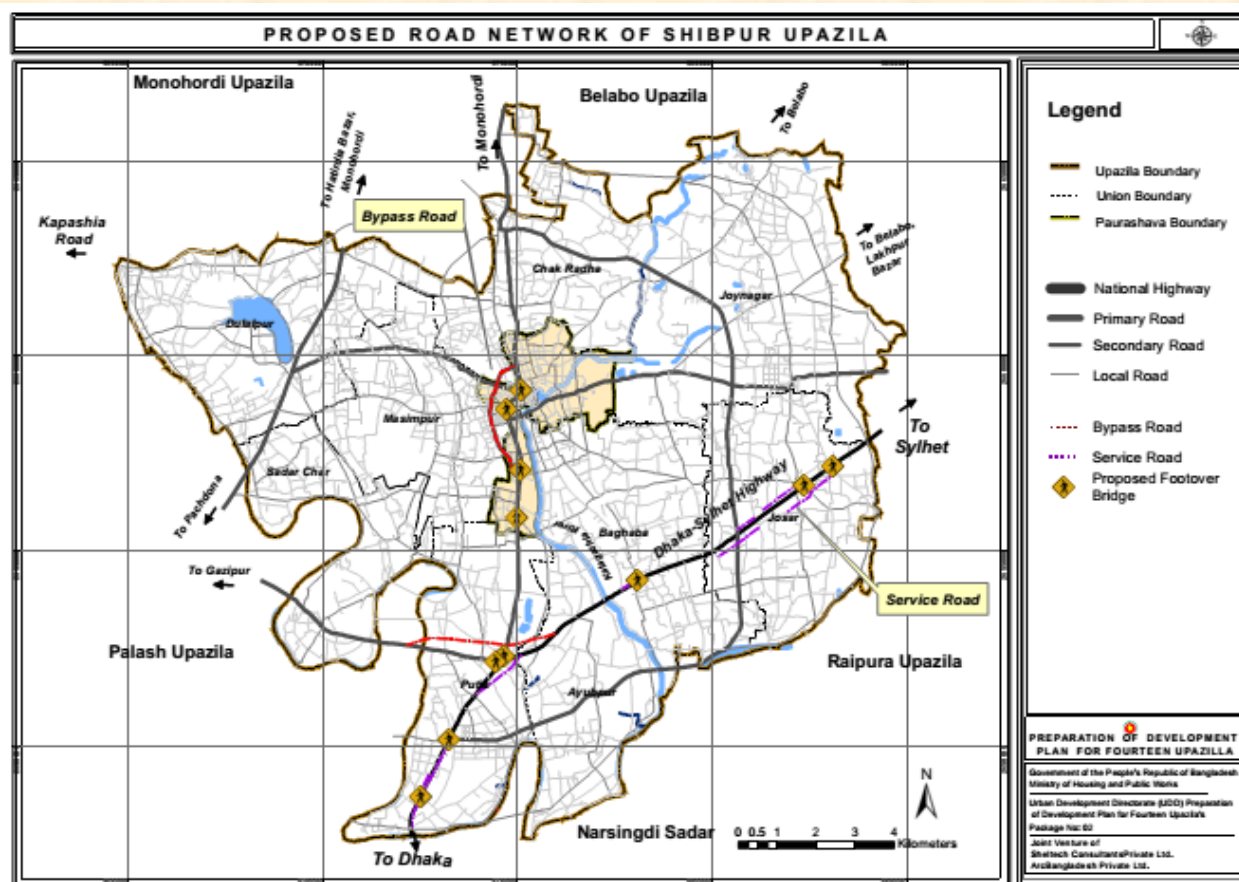 PROPOSED ROAD NETWORK OF SHIBPUR UPAZILA
Monohordi Upazila
Belabo Upazila
To Monohordi
To Belabo
To Hatirdia Bazar,
Monohordi
Bypass Road
Kapashia
Road
To Belabo,
Lakhpur
Bazar
Chak Radha
Joynagar
Dulalpur
Masimpur
To
Sylhet
Sadar Char
Dhaka-Sylhet Highway
To Pachdona
Josar
Baghaba
River
To Gazipur
Service Road
Palash Upazila
Raipura Upazila
Ayubpur
Narsingdi Sadar
To Dhaka
N
0 0.5 1 2 3 4
Kilometers
Legend
Upazila Boundary
Union Boundary
Paurashava Boundary
National Highway
Primary Road
Secondary Road
Local Road
Bypass Road
Service Road
Proposed Footover
Bridge
PREPARATION OF DEVELOPMENT
PLAN FOR FOURTEEN UPAZILLA
Government of the People's Republic of Bangladesh
Ministry of Housing and Public Works
Urban Development Directorate (UDD) Preparation
of Development Plan for Fourteen Upazila's
Package No: 02
Joint Venture of
Sheltech ConsultantsPrivate Ltd.
ArcBangladesh Private Ltd.